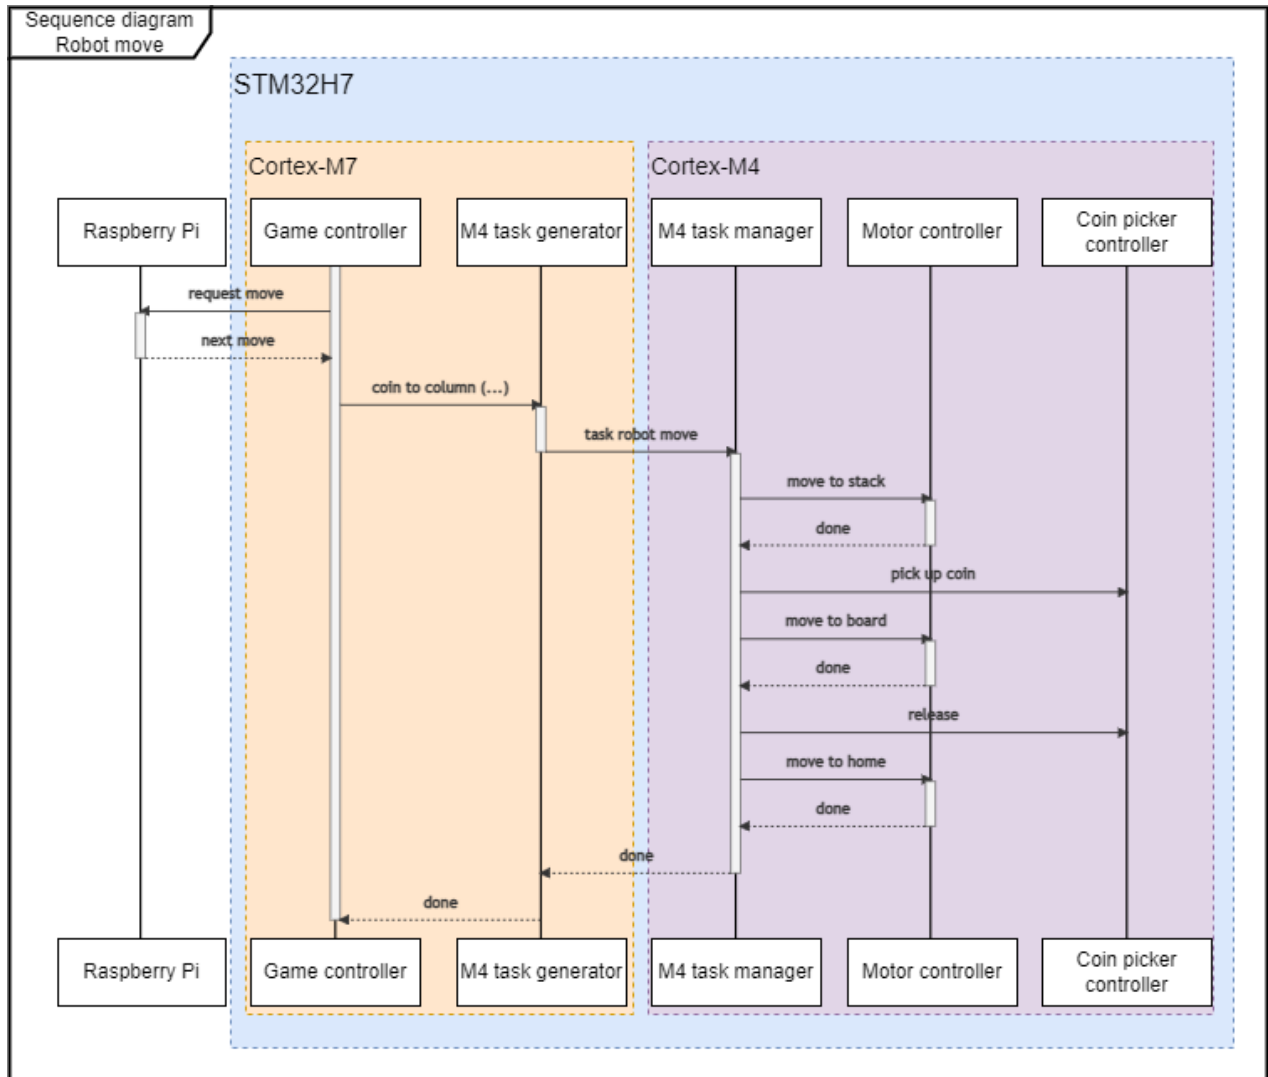 Sequence diagram
Robot move
STM32H7
Cortex-M7
Cortex-M4
Raspberry Pi
Game controller
M4 task generator
M4 task manager
Motor controller
Coin picker
controller
request move
next move
coin to column (...)
task robot move
move to stack
done
pick up coin
move to board
done
release
move to home
done
done
done
Raspberry Pi
Game controller
M4 task generator
M4 task manager
Motor controller
Coin picker
controller